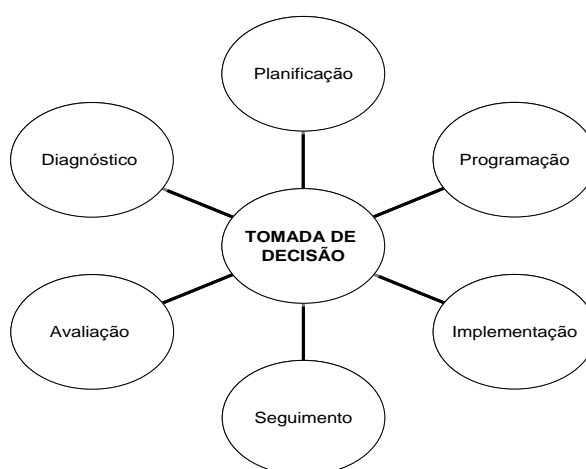 Planificação
Diagnóstico
Programação
TOMADA DE
DECISÃO
Avaliação
Implementação
Seguimento